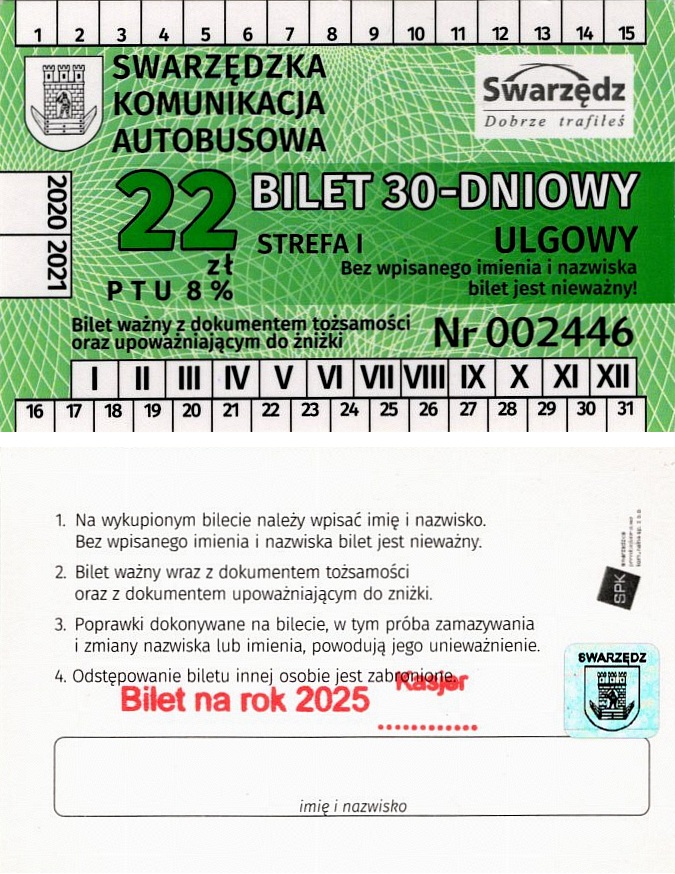 1 2 3 4 5 6 7 8 9 10 11 12 13 14 15
SWARZĘDZKA
KOMUNIKACJA
AUTOBUSOWA
Swarzędz
Dobrze trafiłeś
2020 2021
22
zł
PTU 8%
BILET 30-DNIOWY
STREFA I ULGOWY
Bez wpisanego imienia i nazwiska
bilet jest nieważny!
Bilet ważny z dokumentem tożsamości
oraz upoważniającym do zniżki
Nr 002446
I II III IV V VI VII VIII IX X XI XII
16 17 18 19 20 21 22 23 24 25 26 27 28 29 30 31
1. Na wykupionym bilecie należy wpisać imię i nazwisko.
Bez wpisanego imienia i nazwiska bilet jest nieważny.
2. Bilet ważny wraz z dokumentem tożsamości
oraz z dokumentem upoważniającym do zniżki.
3. Poprawki dokonywane na bilecie, w tym próba zamazywania
i zmiany nazwiska lub imienia, powodują jego unieważnienie.
4. Odstępowanie biletu innej osobie jest zabronione.
SPK
SWARZĘDZ
Kasjer
Bilet na rok 2025
imię i nazwisko